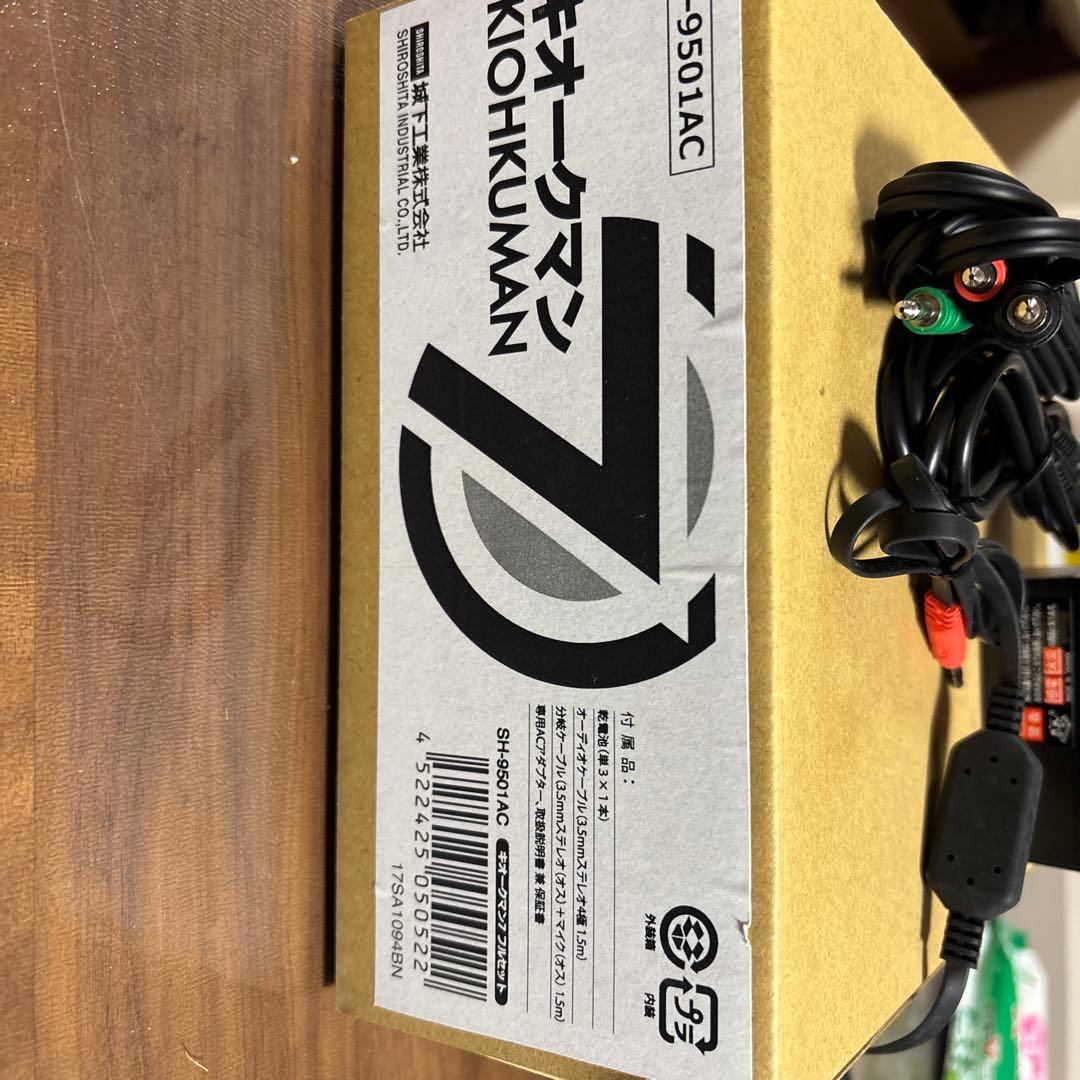 -9501AC
キオークマン
KIOHKUMAN
7
SHIROSHITA 城下工業株式会社
SHIROSHITA INDUSTRIAL CO.,LTD.
付属品：
乾電池(単3×1本)
オーディオケーブル(3.5mmステレオ4極 1.5m)
分岐ケーブル(3.5mmステレオ(オス)+マイク(オス) 1.5m)
専用ACアダプター、取扱説明書 兼 保証書
SH-9501AC キオークマン7 フルセット
4 522425 050522
17SA1094BN
外装箱
プラ
内装